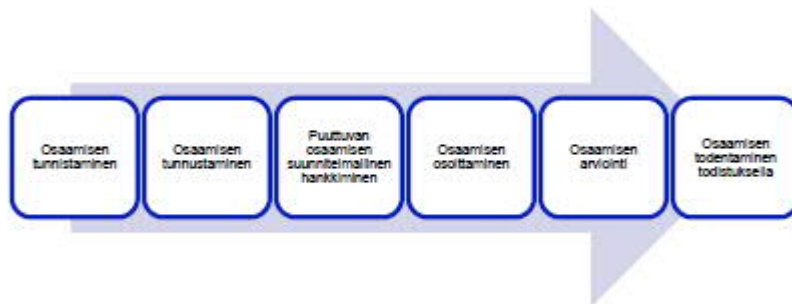 Osaamisen
tunnistaminen
Osaamisen
tunnustaminen
Puuttuvan
osaamisen
suunnitelmallinen
hankkiminen
Osaamisen
osoittaminen
Osaamisen
arviointi
Osaamisen
todentaminen
todistuksella